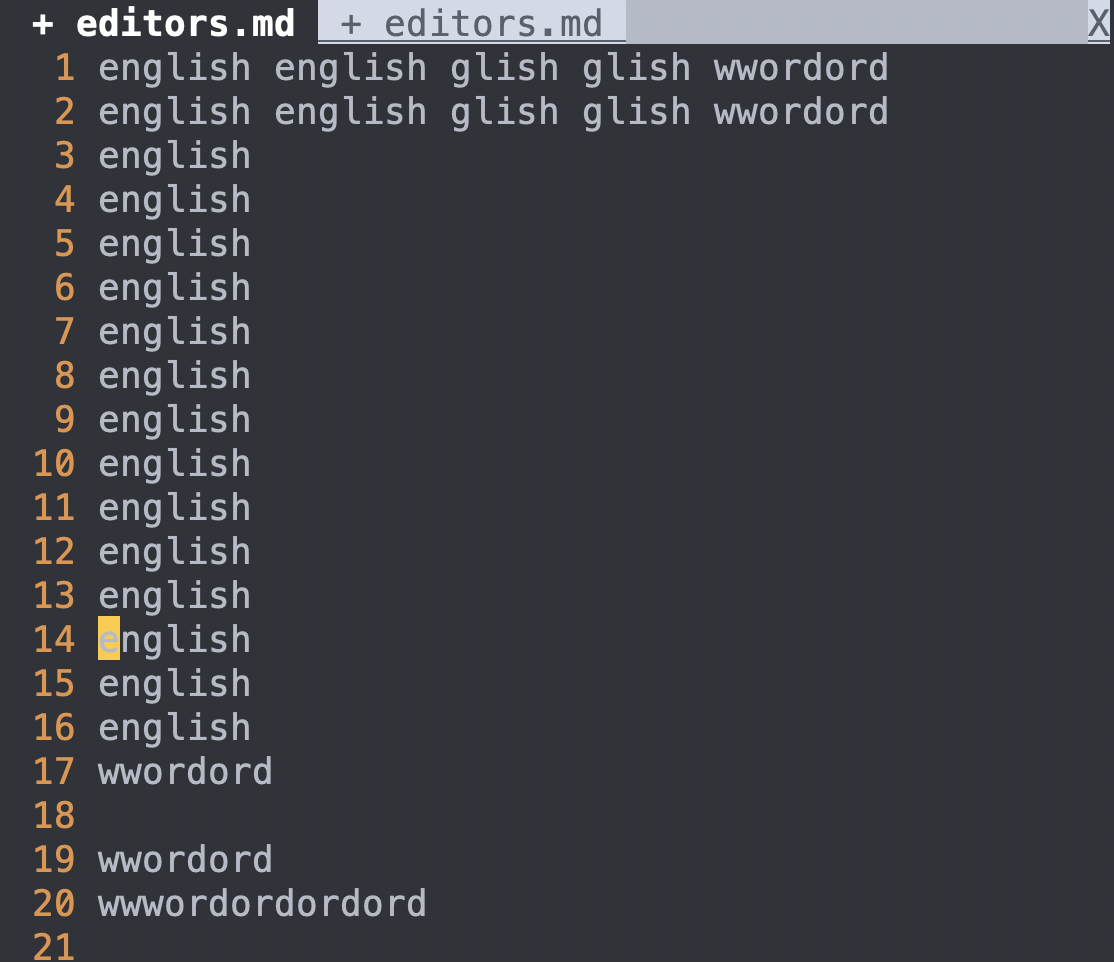 + editors.md + editors.md X
1 english english glish glish wwordord
2 english english glish glish wwordord
3 english
4 english
5 english
6 english
7 english
8 english
9 english
10 english
11 english
12 english
13 english
14 english
15 english
16 english
17 wwordord
18
19 wwordord
20 wwwordordordord
21